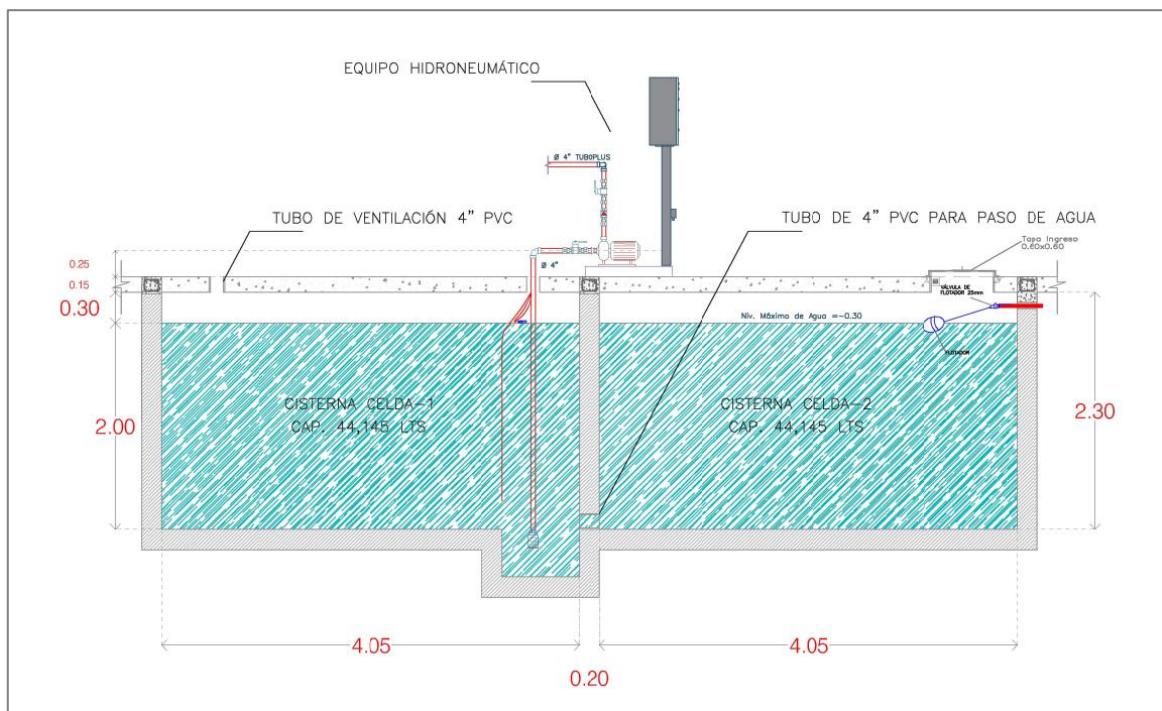 EQUIPO HIDRONEUMÁTICO
Ø 4" TUBOPLUS
TUBO DE VENTILACIÓN 4" PVC
TUBO DE 4" PVC PARA PASO DE AGUA
Tapa Ingreso
0.60x0.60
0.25
Ø 4"
0.15
VÁLVULA DE
FLOTADOR 25mm
0.30
Niv. Máximo de Agua =-0.30
FLOTADOR
CISTERNA CELDA-1
CAP. 44,145 LTS
CISTERNA CELDA-2
CAP. 44,145 LTS
2.00
2.30
4.05
4.05
0.20